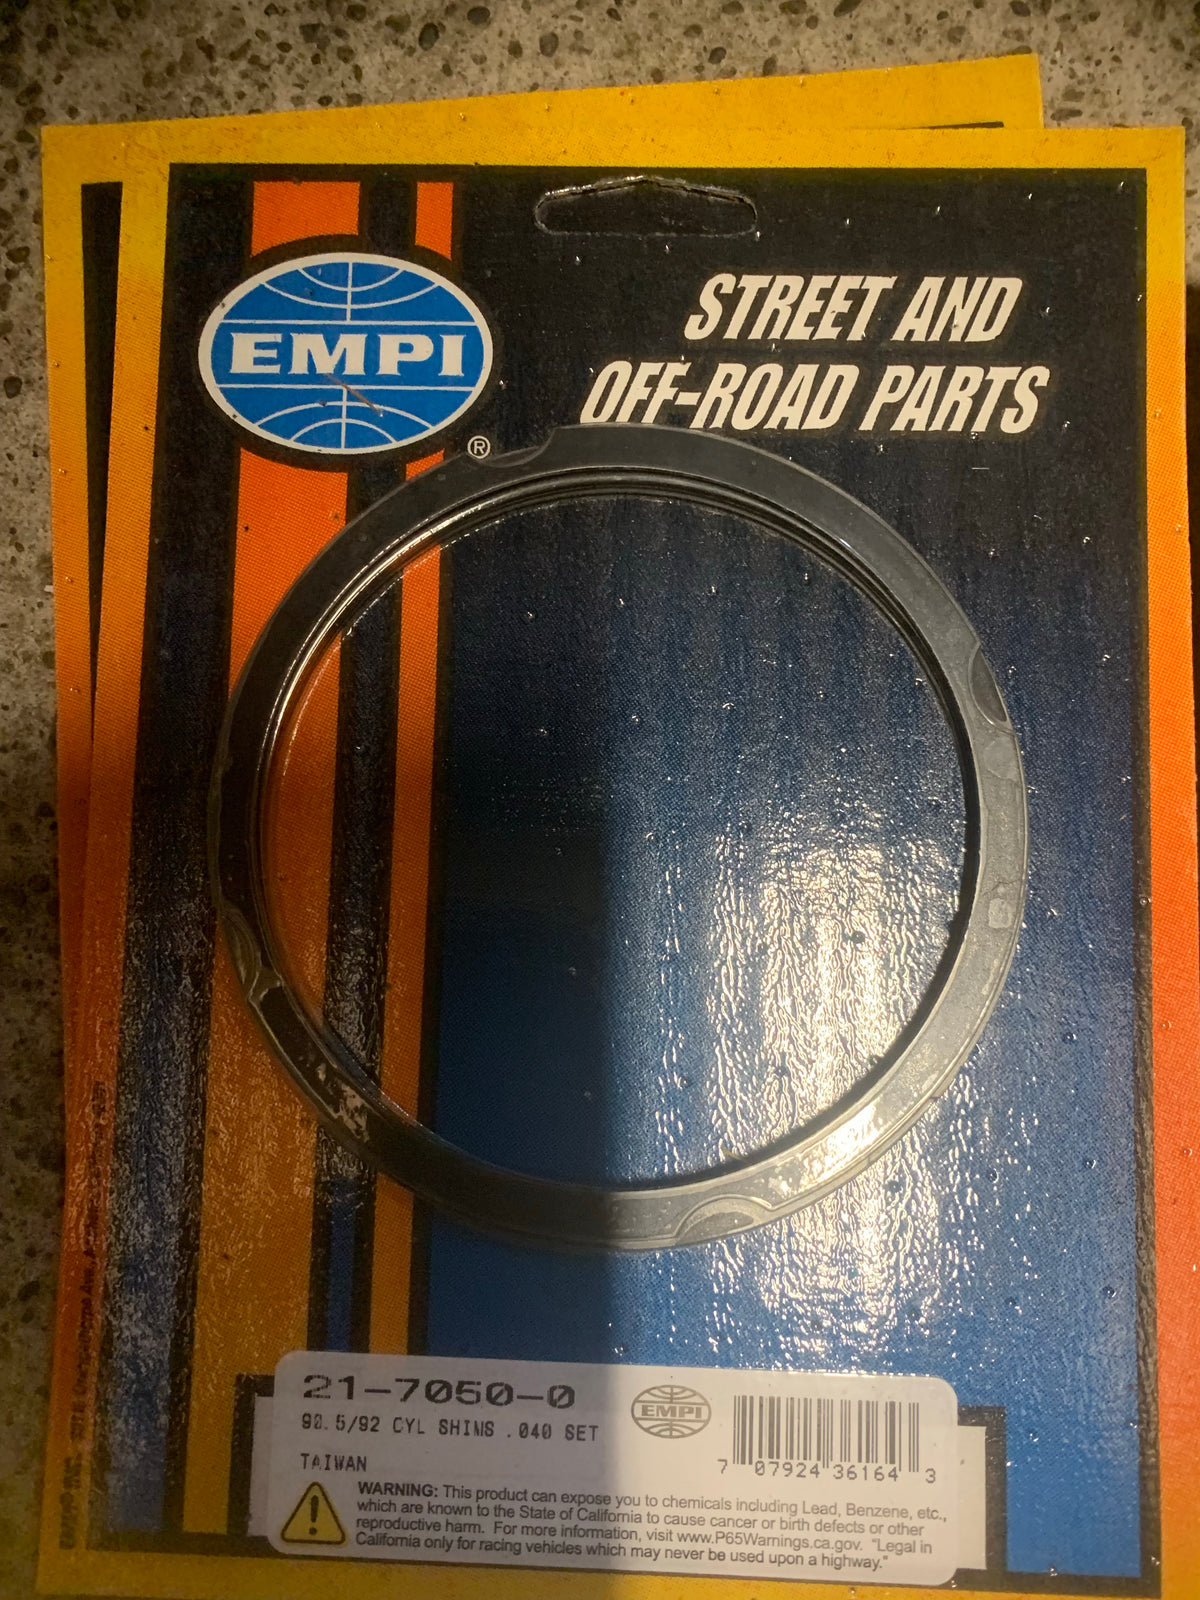 EMPI
®
STREET AND
OFF-ROAD PARTS
21-7050-0
90.5/92 CYL SHIMS .040 SET
TAIWAN
EMPI
7 07924 36164 3
WARNING: This product can expose you to chemicals including Lead, Benzene, etc.,
which are known to the State of California to cause cancer or birth defects or other
reproductive harm. For more information, visit www.P65Warnings.ca.gov. "Legal in
California only for racing vehicles which may never be used upon a highway."